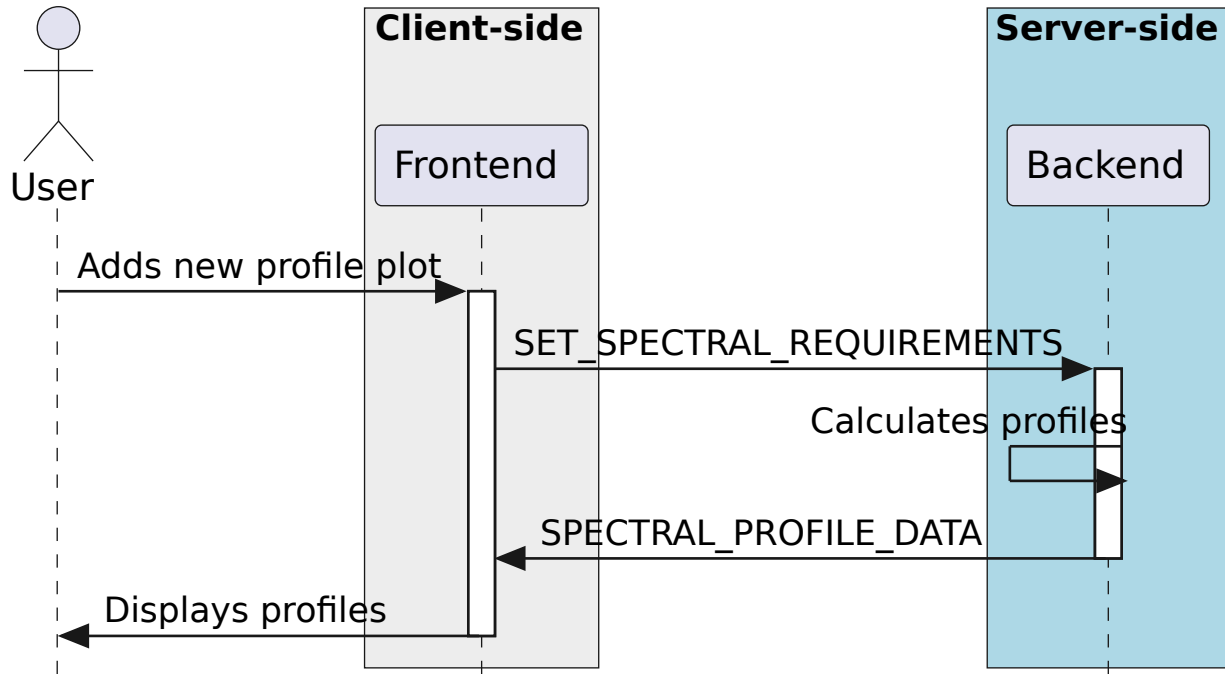 Client-side
Server-side
Frontend
Backend
User
Adds new profile plot
SET_SPECTRAL_REQUIREMENTS
Calculates profiles
SPECTRAL_PROFILE_DATA
Displays profiles